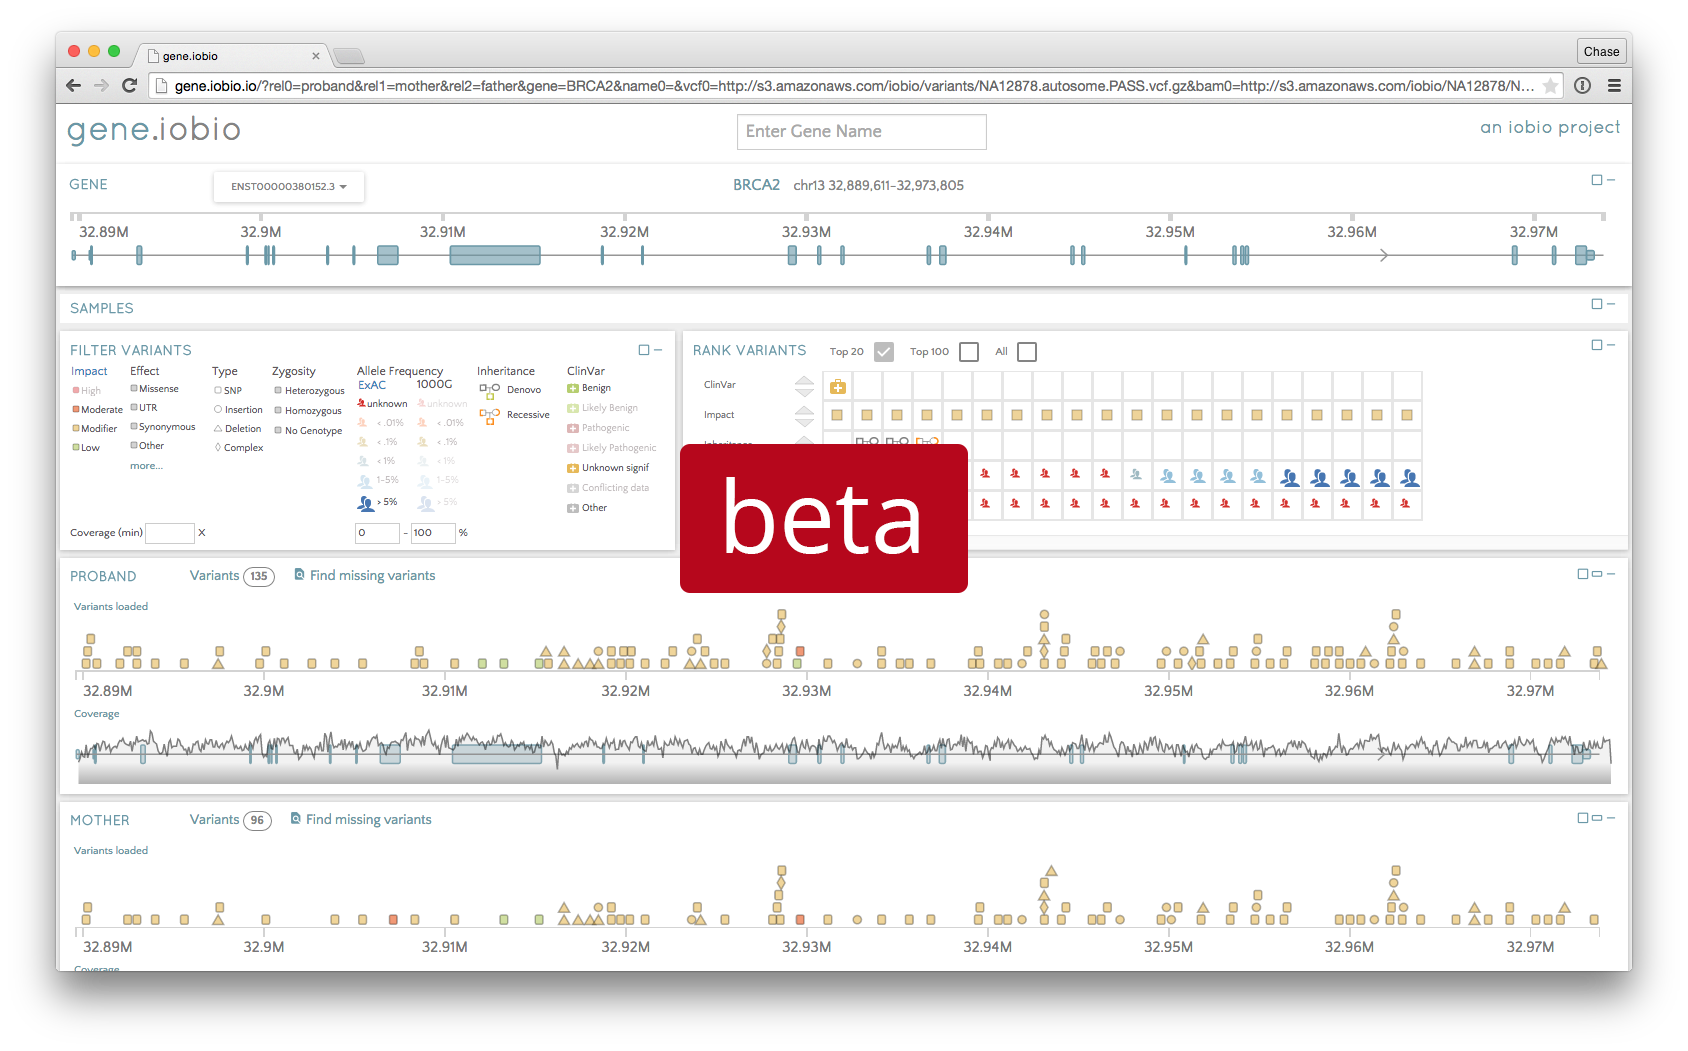 gene.iobio
Chase
gene.iobio.io/?rel0=proband&rel1=mother&rel2=father&gene=BRCA2&name0=&vcf0=http://s3.amazonaws.com/iobio/variants/NA12878.autosome.PASS.vcf.gz&bam0=http://s3.amazonaws.com/iobio/NA12878/N...
gene.iobio
Enter Gene Name
an iobio project
GENE
ENST00000380152.3
BRCA2 chr13 32,889,611-32,973,805
32.89M 32.9M 32.91M 32.92M 32.93M 32.94M 32.95M 32.96M 32.97M
SAMPLES
FILTER VARIANTS
Impact
High
Moderate
Modifier
Low
Effect
Missense
UTR
Synonymous
Other
more...
Type
SNP
Insertion
Deletion
Complex
Zygosity
Heterozygous
Homozygous
No Genotype
Allele Frequency
ExAC 1000G
unknown unknown
< .01% < .01%
< .1% < .1%
< 1% < 1%
1-5% 1-5%
> 5% > 5%
0 - 100 %
Inheritance
Denovo
Recessive
ClinVar
Benign
Likely Benign
Pathogenic
Likely Pathogenic
Unknown signif
Conflicting data
Other
Coverage (min) X
RANK VARIANTS Top 20 Top 100 All
ClinVar
Impact
Inheritance
beta
PROBAND Variants 135 Find missing variants
Variants loaded
32.89M 32.9M 32.91M 32.92M 32.93M 32.94M 32.95M 32.96M 32.97M
Coverage
MOTHER Variants 96 Find missing variants
Variants loaded
32.89M 32.9M 32.91M 32.92M 32.93M 32.94M 32.95M 32.96M 32.97M
Coverage